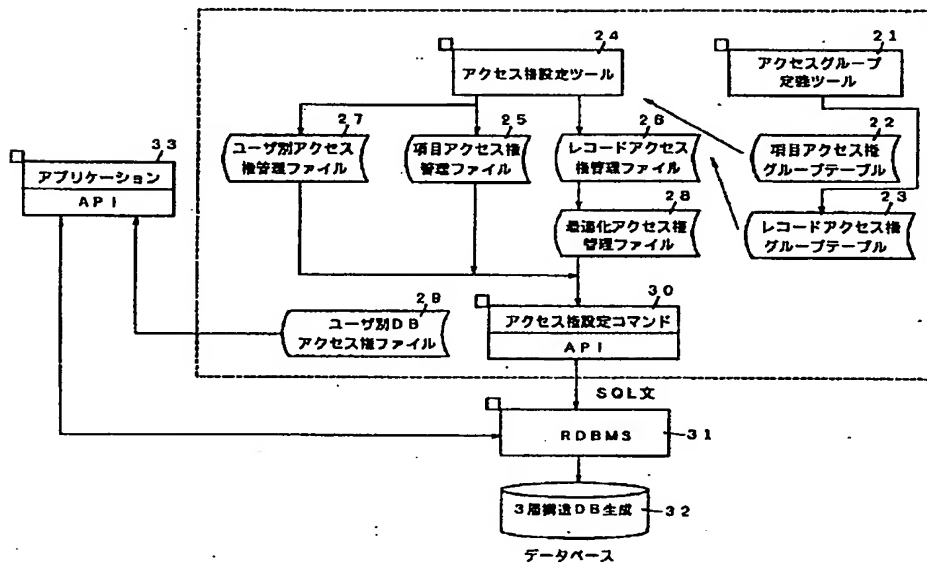 24
アクセス権設定ツール
21
アクセスグループ
定義ツール
27
ユーザ別アクセス
権管理ファイル
25
項目アクセス権
管理ファイル
26
レコードアクセス
権管理ファイル
22
項目アクセス権
グループテーブル
33
アプリケーション
API
28
最適化アクセス権
管理ファイル
23
レコードアクセス権
グループテーブル
29
ユーザ別DB
アクセス権ファイル
30
アクセス権設定コマンド
API
SQL文
RDBMS
31
3層構造DB生成
32
データベース